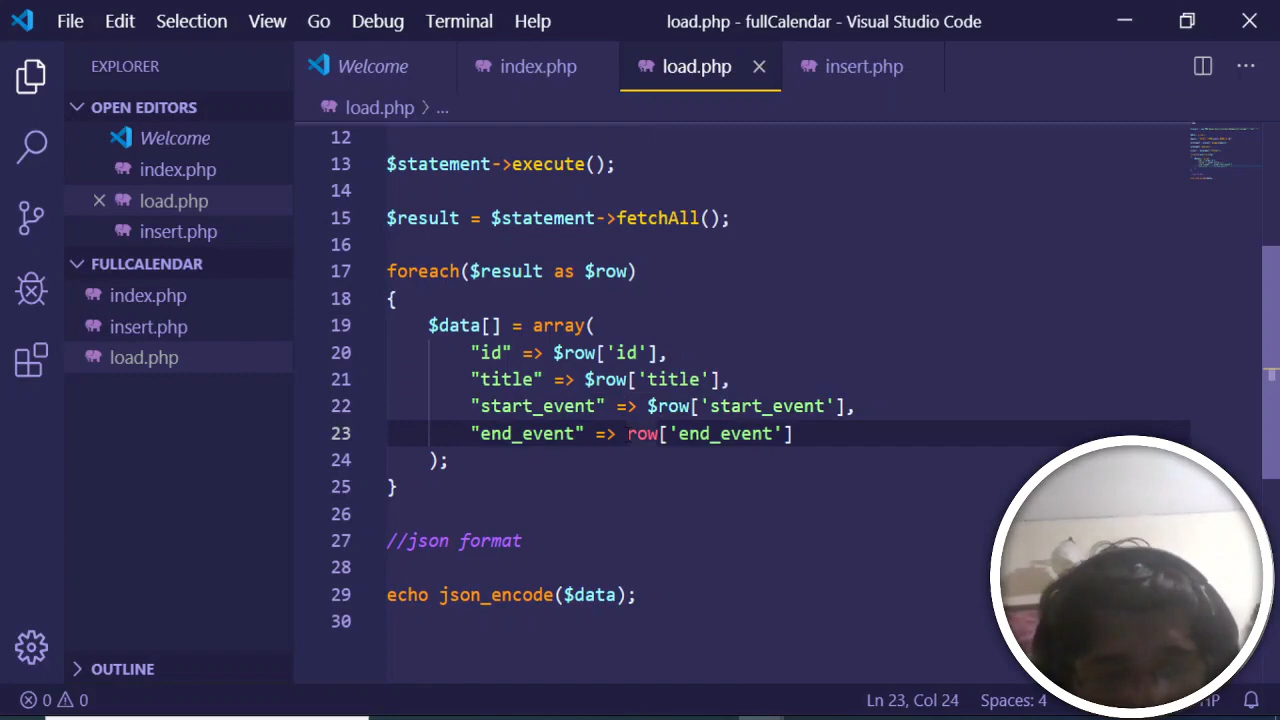 File Edit Selection View Go Debug Terminal Help load.php - fullCalendar - Visual Studio Code
EXPLORER
OPEN EDITORS
Welcome
index.php
load.php
insert.php
FULLCALENDAR
index.php
insert.php
load.php
OUTLINE
Welcome index.php load.php insert.php
load.php ...
12
13 $statement->execute();
14
15 $result = $statement->fetchAll();
16
17 foreach($result as $row)
18 {
19 $data[] = array(
20 "id" => $row['id'],
21 "title" => $row['title'],
22 "start_event" => $row['start_event'],
23 "end_event" => row['end_event']
24 );
25 }
26
27 //json format
28
29 echo json_encode($data);
30
0 0 Ln 23, Col 24 Spaces: 4 HP